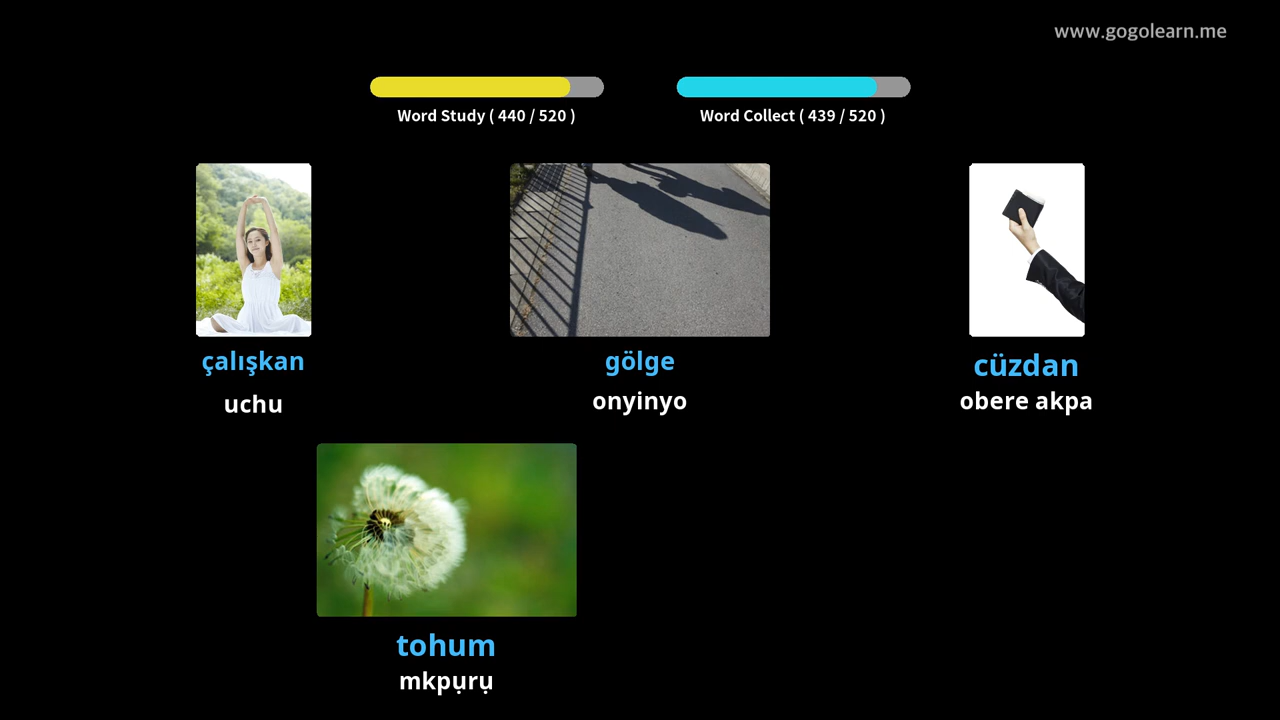 www.gogolearn.me
Word Study ( 440 / 520 )
Word Collect ( 439 / 520 )
çalışkan
uchu
gölge
onyinyo
cüzdan
obere akpa
tohum
mkpụrụ